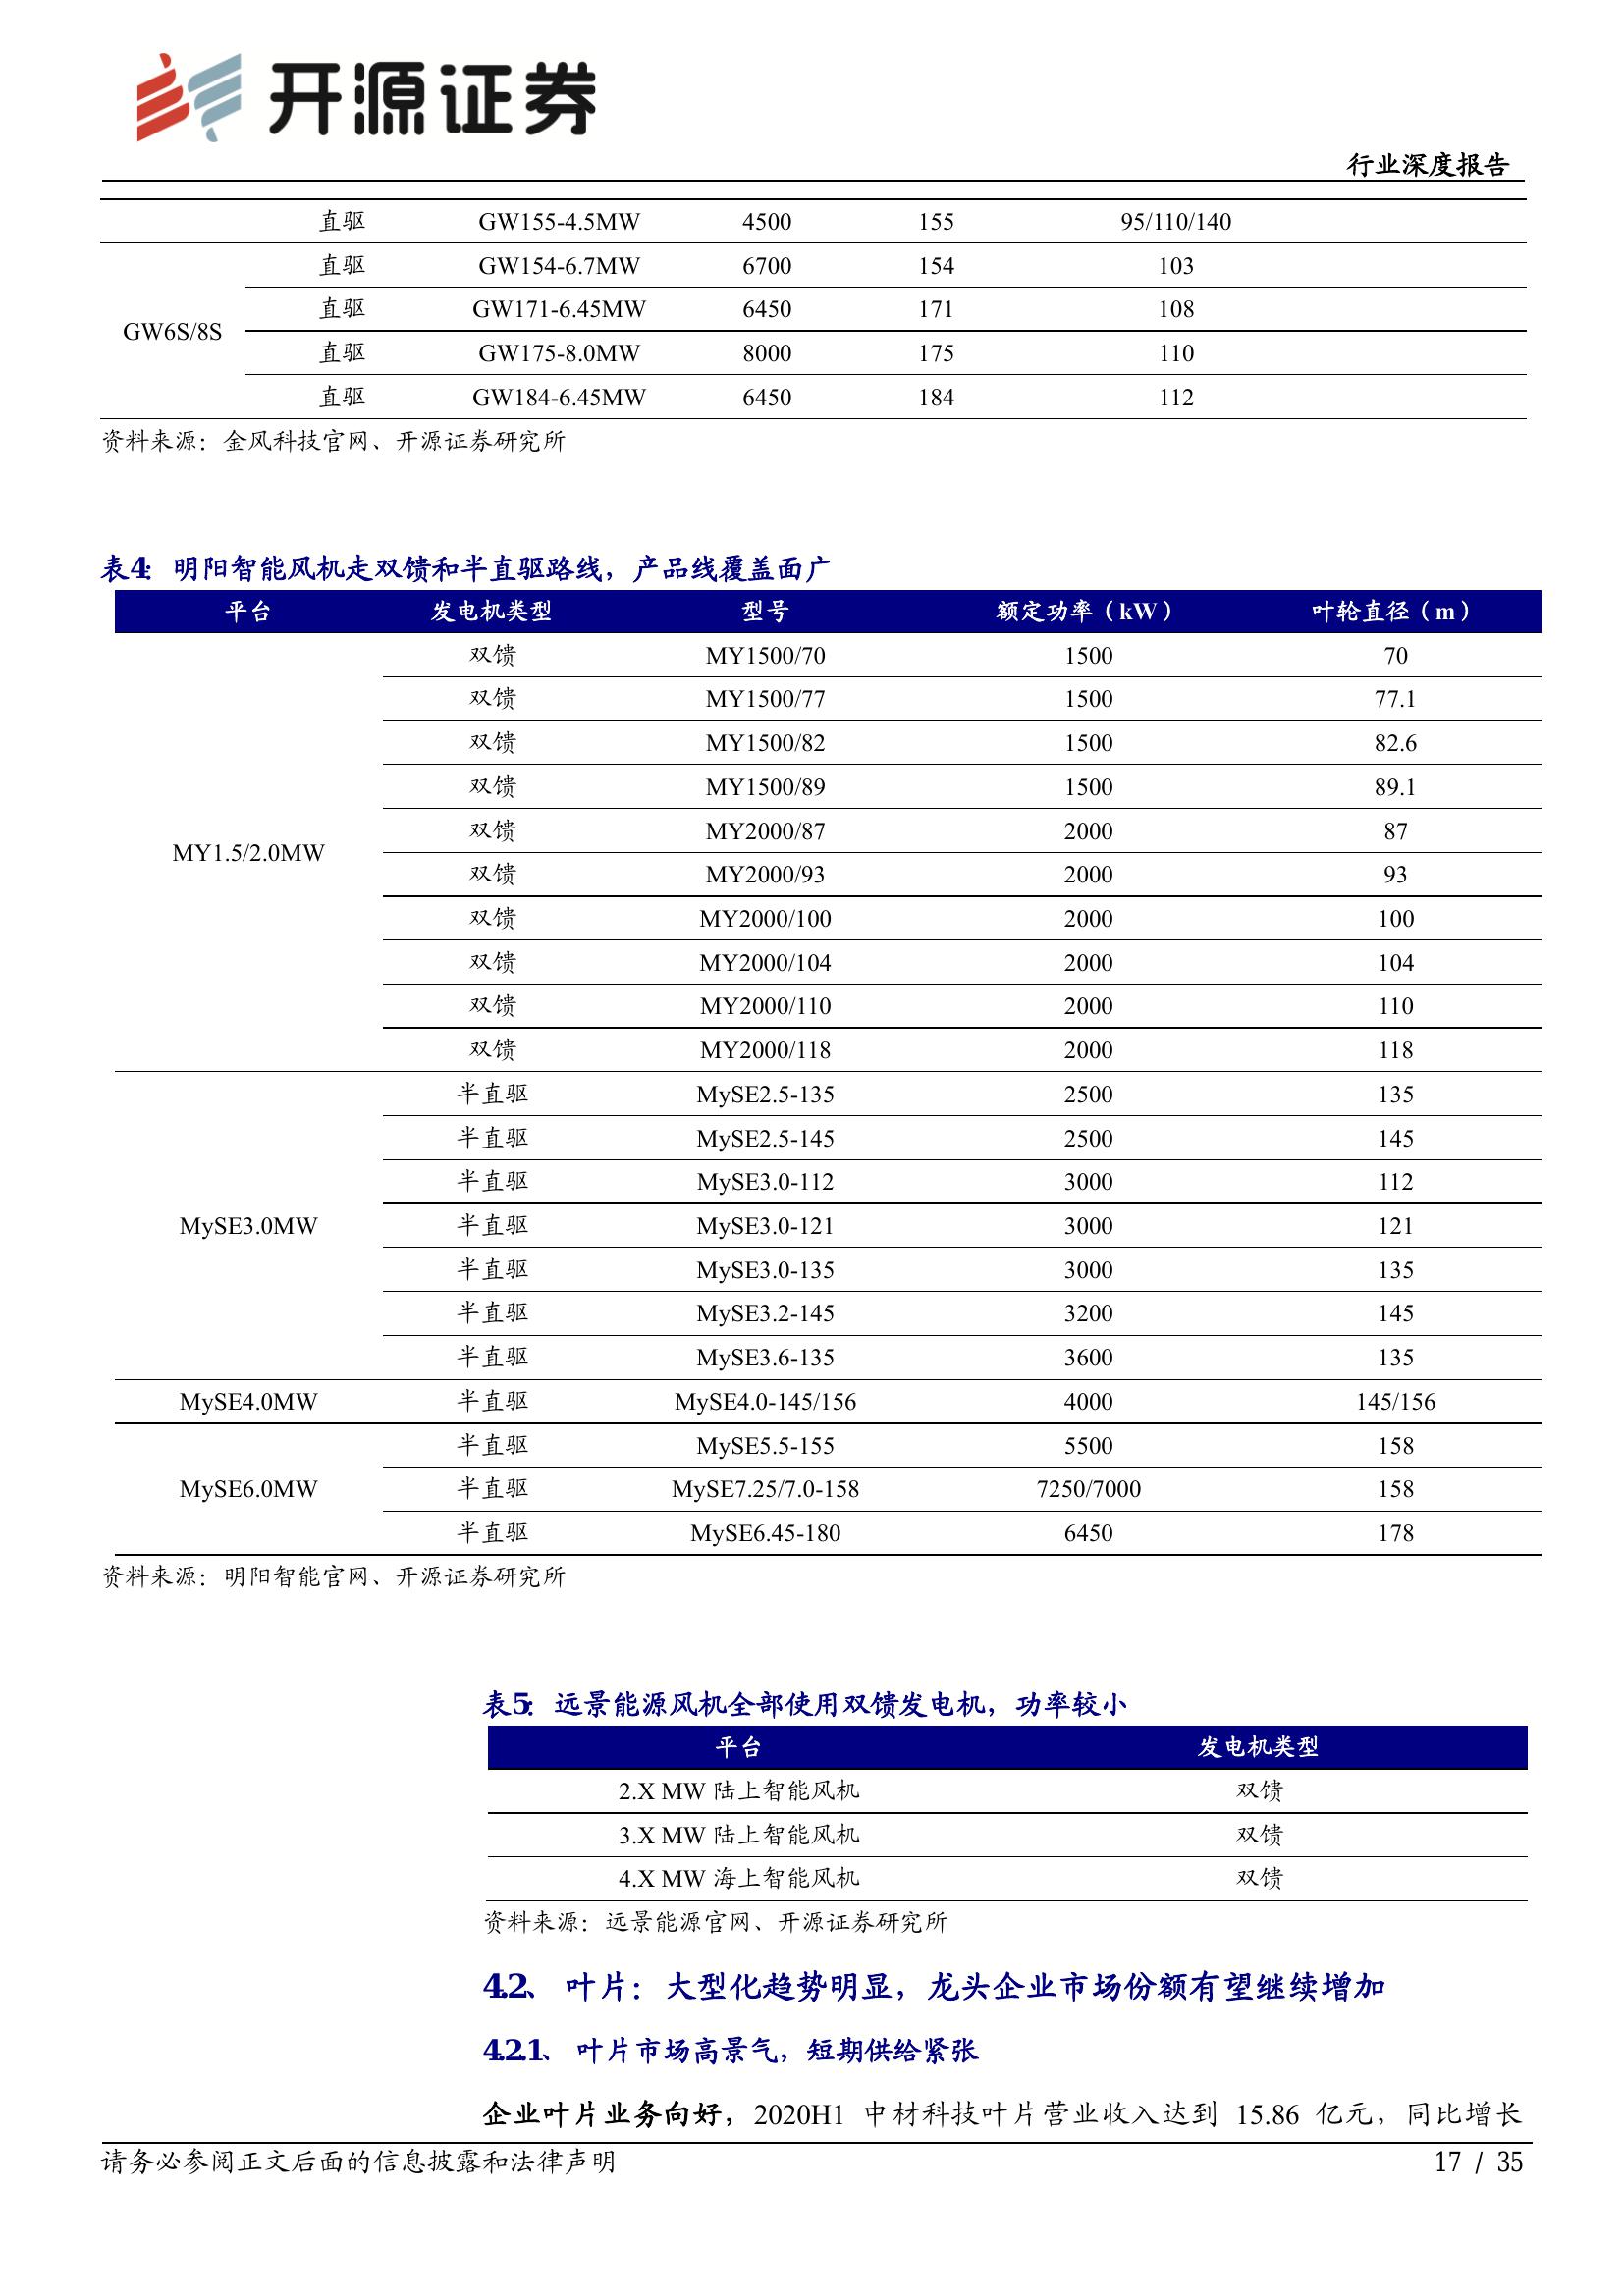 开源证券
行业深度报告
直驱 GW155-4.5MW 4500 155 95/110/140
直驱 GW154-6.7MW 6700 154 103
直驱 GW171-6.45MW 6450 171 108
GW6S/8S
直驱 GW175-8.0MW 8000 175 110
直驱 GW184-6.45MW 6450 184 112
资料来源：金风科技官网、开源证券研究所
表4：明阳智能风机走双馈和半直驱路线，产品线覆盖面广
平台 发电机类型 型号 额定功率（kW） 叶轮直径（m）
双馈 MY1500/70 1500 70
双馈 MY1500/77 1500 77.1
双馈 MY1500/82 1500 82.6
双馈 MY1500/89 1500 89.1
双馈 MY2000/87 2000 87
MY1.5/2.0MW
双馈 MY2000/93 2000 93
双馈 MY2000/100 2000 100
双馈 MY2000/104 2000 104
双馈 MY2000/110 2000 110
双馈 MY2000/118 2000 118
半直驱 MySE2.5-135 2500 135
半直驱 MySE2.5-145 2500 145
半直驱 MySE3.0-112 3000 112
MySE3.0MW 半直驱 MySE3.0-121 3000 121
半直驱 MySE3.0-135 3000 135
半直驱 MySE3.2-145 3200 145
半直驱 MySE3.6-135 3600 135
MySE4.0MW 半直驱 MySE4.0-145/156 4000 145/156
半直驱 MySE5.5-155 5500 158
MySE6.0MW 半直驱 MySE7.25/7.0-158 7250/7000 158
半直驱 MySE6.45-180 6450 178
资料来源：明阳智能官网、开源证券研究所
表5：远景能源风机全部使用双馈发电机，功率较小
平台 发电机类型
2.X MW 陆上智能风机 双馈
3.X MW 陆上智能风机 双馈
4.X MW 海上智能风机 双馈
资料来源：远景能源官网、开源证券研究所
4.2、 叶片：大型化趋势明显，龙头企业市场份额有望继续增加
4.2.1、 叶片市场高景气，短期供给紧张
企业叶片业务向好，2020H1 中材科技叶片营业收入达到 15.86 亿元，同比增长
请务必参阅正文后面的信息披露和法律声明 17 / 35